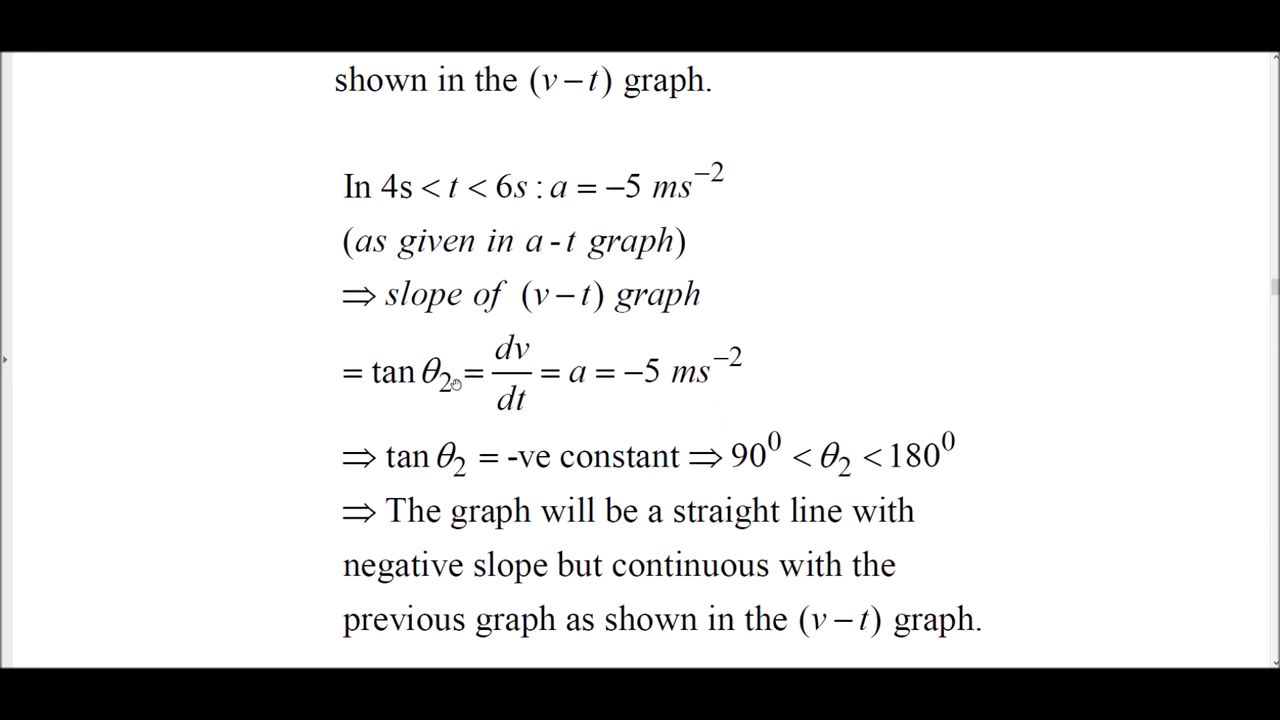 shown in the (v − t) graph.
In 4s < t < 6s : a = −5 ms⁻²
(as given in a - t graph)
⇒ slope of (v − t) graph
= tan θ₂ = dv/dt = a = −5 ms⁻²
⇒ tan θ₂ = -ve constant ⇒ 90⁰ < θ₂ < 180⁰
⇒ The graph will be a straight line with
negative slope but continuous with the
previous graph as shown in the (v − t) graph.